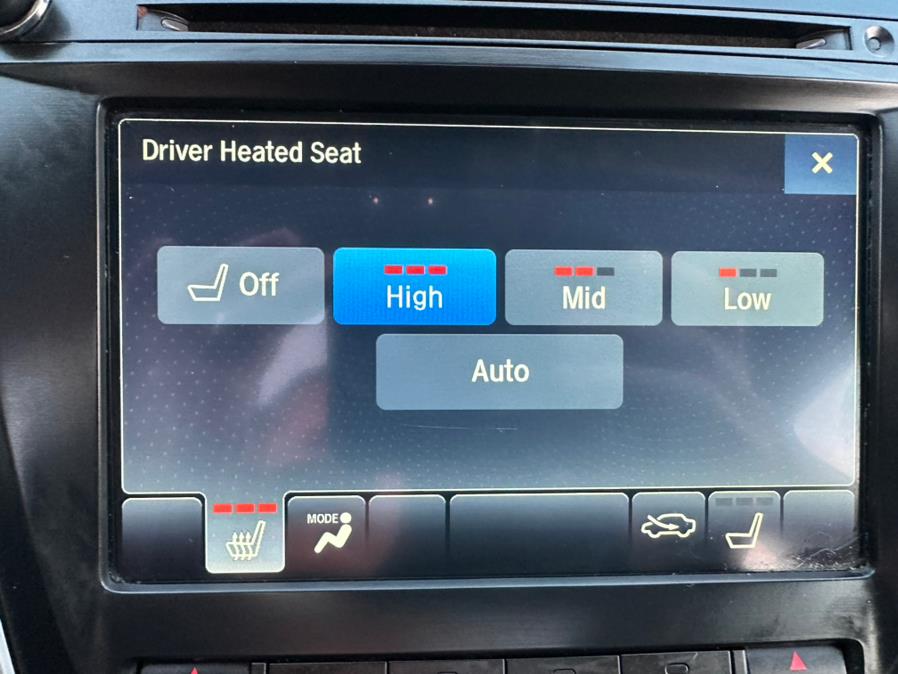 Driver Heated Seat
Off
High
Mid
Low
Auto
MODE